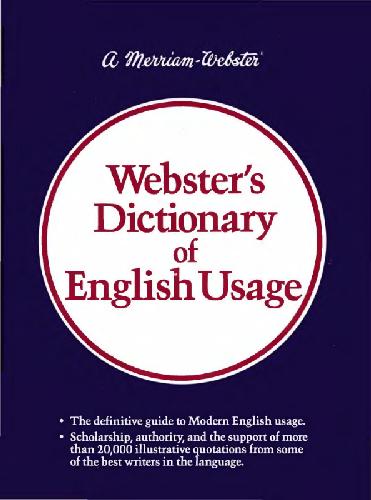 A Merriam-Webster®
Webster's
Dictionary
of
English Usage
• The definitive guide to Modern English usage.
• Scholarship, authority, and the support of more
than 20,000 illustrative quotations from some
of the best writers in the language.